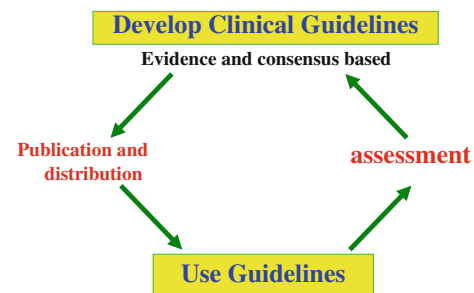 Develop Clinical Guidelines
Evidence and consensus based
Publication and
distribution
assessment
Use Guidelines